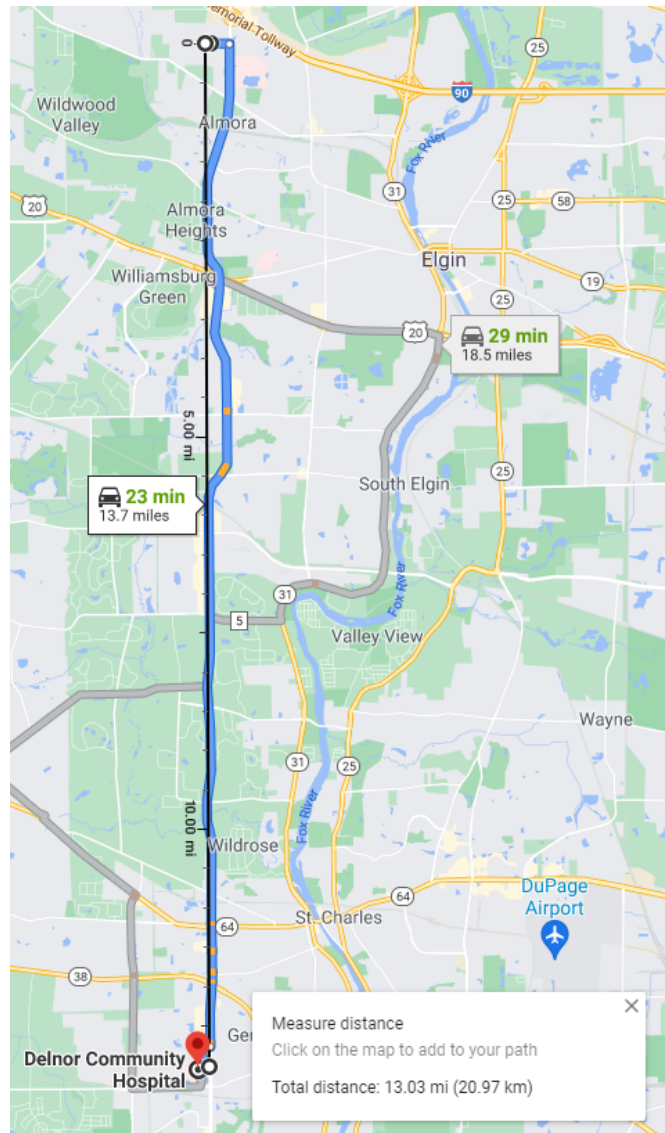 emorial Tollway
0
25
90
Wildwood
Valley
Almora
Fox River
31
25
58
20
Almora
Heights
Elgin
Williamsburg
Green
19
20
29 min
18.5 miles
5.00 mi
25
South Elgin
23 min
13.7 miles
31
Fox River
5
Valley View
Wayne
31
25
Fox River
10.00 mi
Wildrose
DuPage
Airport
64
64
St. Charles
38
Measure distance
Click on the map to add to your path
Total distance: 13.03 mi (20.97 km)
Ger
Delnor Community
Hospital